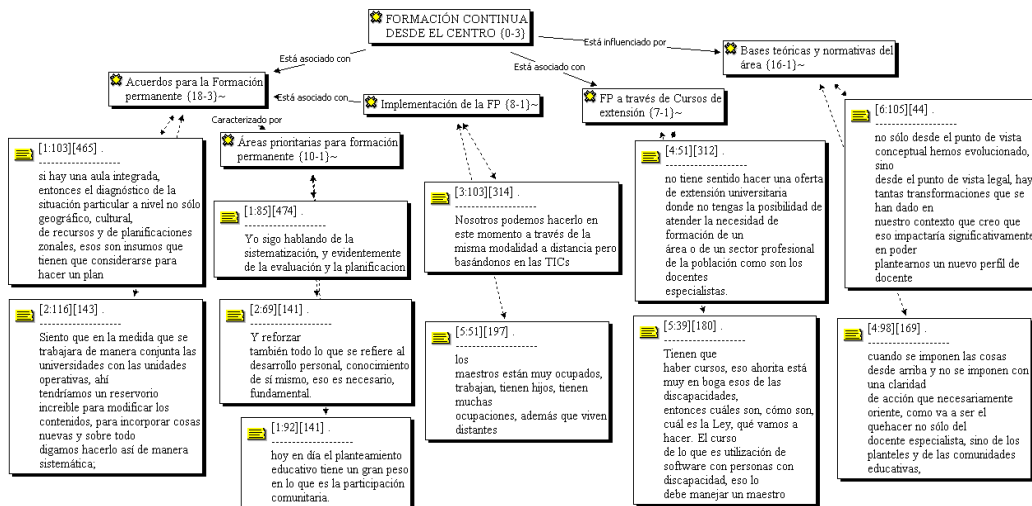 FORMACIÓN CONTINUA
DESDE EL CENTRO {0-3}
Está asociado con
Está influenciado por
Está asociado con
Bases teóricas y normativas del
área {16-1}~
Acuerdos para la Formación
permanente {18-3}~
Está asociado con
Implementación de la FP {8-1}~
FP a través de Cursos de
extensión {7-1}~
Caracterizado por
Áreas prioritarias para formación
permanente {10-1}~
[1:103][465] .
--------------------
si hay una aula integrada,
entonces el diagnóstico de la
situación particular a nivel no sólo
geográfico, cultural,
de recursos y de planificaciones
zonales, esos son insumos que
tienen que considerarse para
hacer un plan
[2:116][143] .
--------------------
Siento que en la medida que se
trabajara de manera conjunta las
universidades con las unidades
operativas, ahí
tendríamos un reservorio
increible para modificar los
contenidos, para incorporar cosas
nuevas y sobre todo
digamos hacerlo así de manera
sistemática;
[1:85][474] .
--------------------
Yo sigo hablando de la
sistematización, y evidentemente
de la evaluación y la planificacion
[2:69][141] .
--------------------
Y reforzar
también todo lo que se refiere al
desarrollo personal, conocimiento
de sí mismo, eso es necesario,
fundamental.
[1:92][141] .
--------------------
hoy en día el planteamiento
educativo tiene un gran peso
en lo que es la participación
comunitaria.
[3:103][314] .
--------------------
Nosotros podemos hacerlo en
este momento a través de la
misma modalidad a distancia pero
basándonos en las TICs
[5:51][197] .
--------------------
los
maestros están muy ocupados,
trabajan, tienen hijos, tienen
muchas
ocupaciones, además que viven
distantes
[4:51][312] .
--------------------
no tiene sentido hacer una oferta
de extensión universitaria
donde no tengas la posibilidad de
atender la necesidad de
formación de un
área o de un sector profesional
de la población como son los
docentes
especialistas.
[5:39][180] .
--------------------
Tienen que
haber cursos, eso ahorita está
muy en boga esos de las
discapacidades,
entonces cuáles son, cómo son,
cuál es la Ley, qué vamos a
hacer. El curso
de lo que es utilización de
software con personas con
discapacidad, eso lo
debe manejar un maestro
[6:105][44] .
--------------------
no sólo desde el punto de vista
conceptual hemos evolucionado,
sino
desde el punto de vista legal, hay
tantas transformaciones que se
han dado en
nuestro contexto que creo que
eso impactaría significativamente
en poder
plantearnos un nuevo perfil de
docente
[4:98][169] .
--------------------
cuando se imponen las cosas
desde arriba y no se imponen con
una claridad
de acción que necesariamente
oriente, como va a ser el
quehacer no sólo del
docente especialista, sino de los
planteles y de las comunidades
educativas,